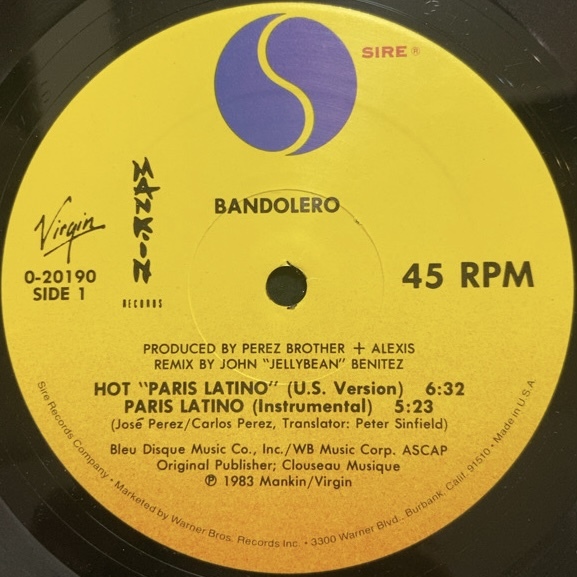 SIRE ®
MANKIN
RECORDS
Virgin
0-20190
SIDE 1
BANDOLERO
45 RPM
PRODUCED BY PEREZ BROTHER + ALEXIS
REMIX BY JOHN "JELLYBEAN" BENITEZ
HOT "PARIS LATINO" (U.S. Version) 6:32
PARIS LATINO (Instrumental) 5:23
(José Perez/Carlos Perez, Translator: Peter Sinfield)
Bleu Disque Music Co., Inc./WB Music Corp. ASCAP
Original Publisher; Clouseau Musique
℗ 1983 Mankin/Virgin
Sire Records Company • Marketed by Warner Bros. Records Inc. • 3300 Warner Blvd., Burbank, Calif. 91510 • Made in U.S.A.